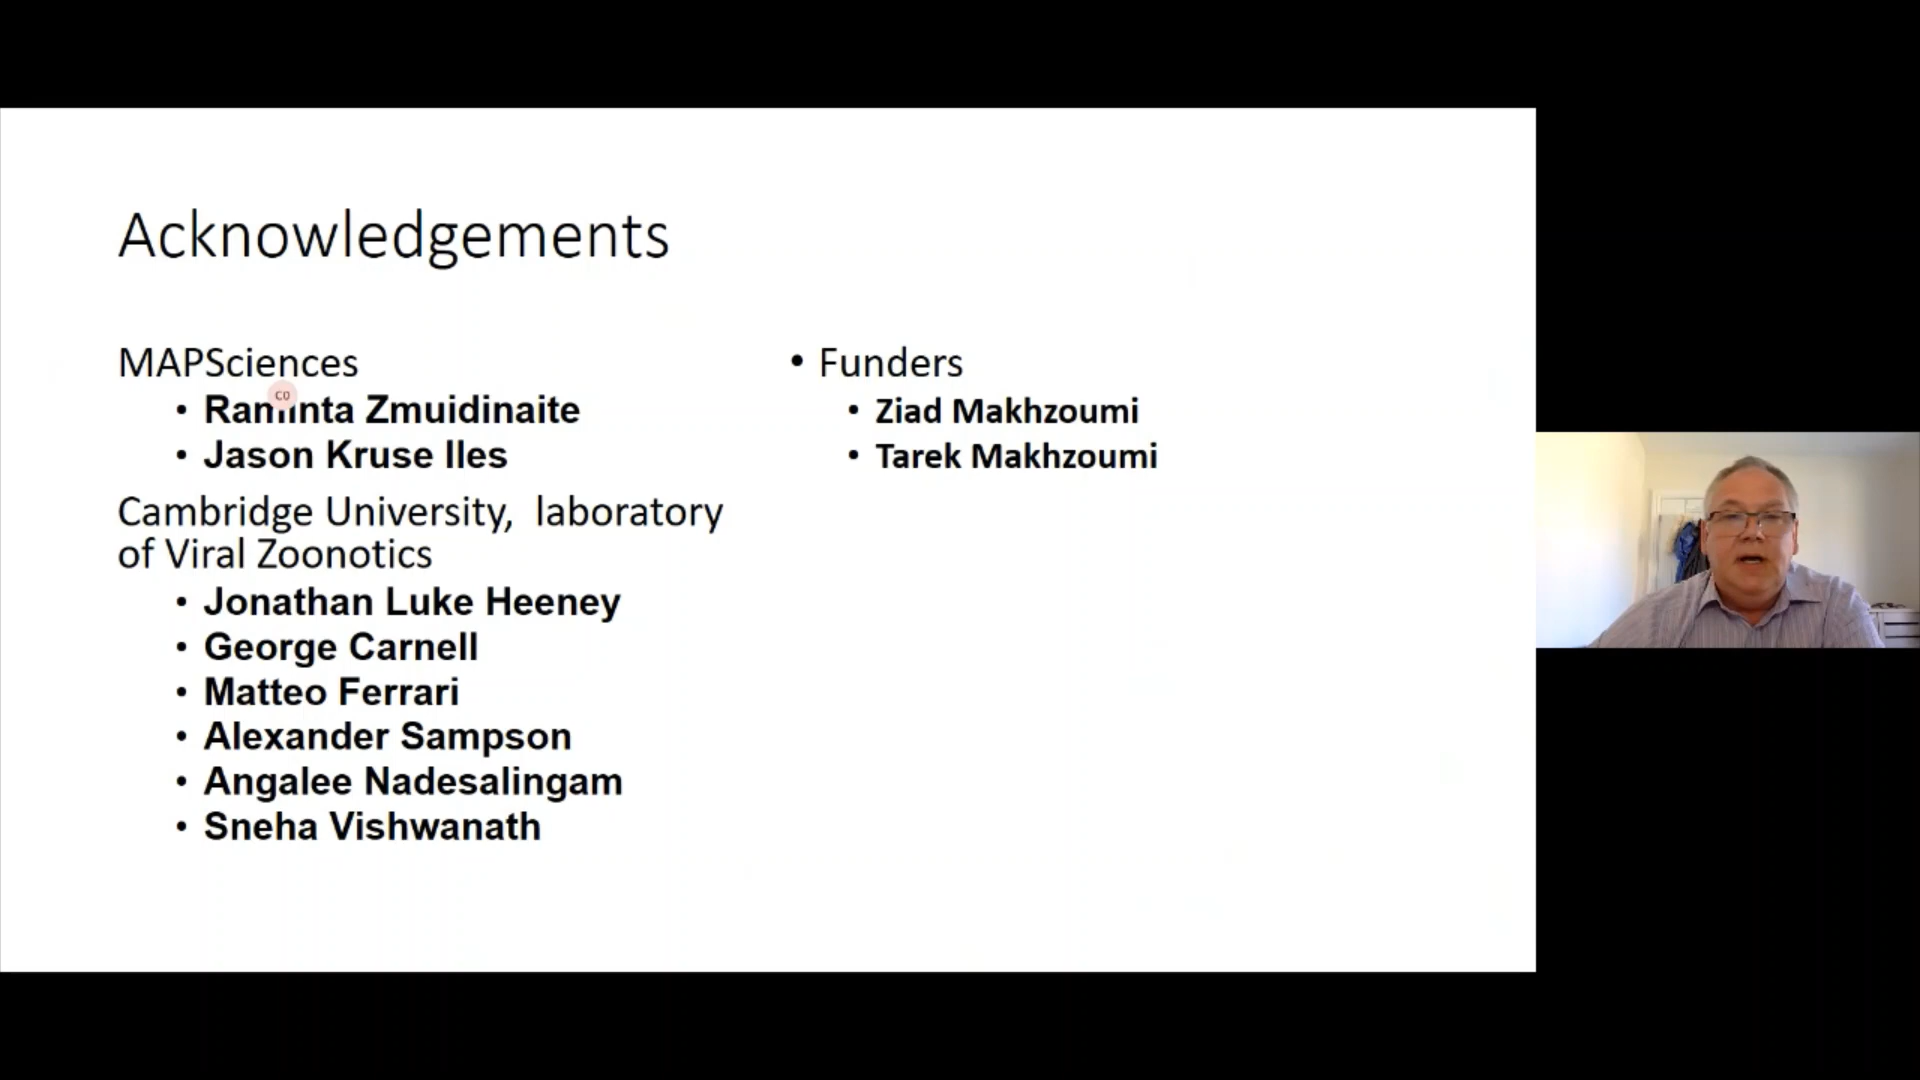 Acknowledgements
MAPSciences
CO
• Raminta Zmuidinaite
• Jason Kruse Iles
Cambridge University, laboratory
of Viral Zoonotics
• Jonathan Luke Heeney
• George Carnell
• Matteo Ferrari
• Alexander Sampson
• Angalee Nadesalingam
• Sneha Vishwanath
• Funders
• Ziad Makhzoumi
• Tarek Makhzoumi